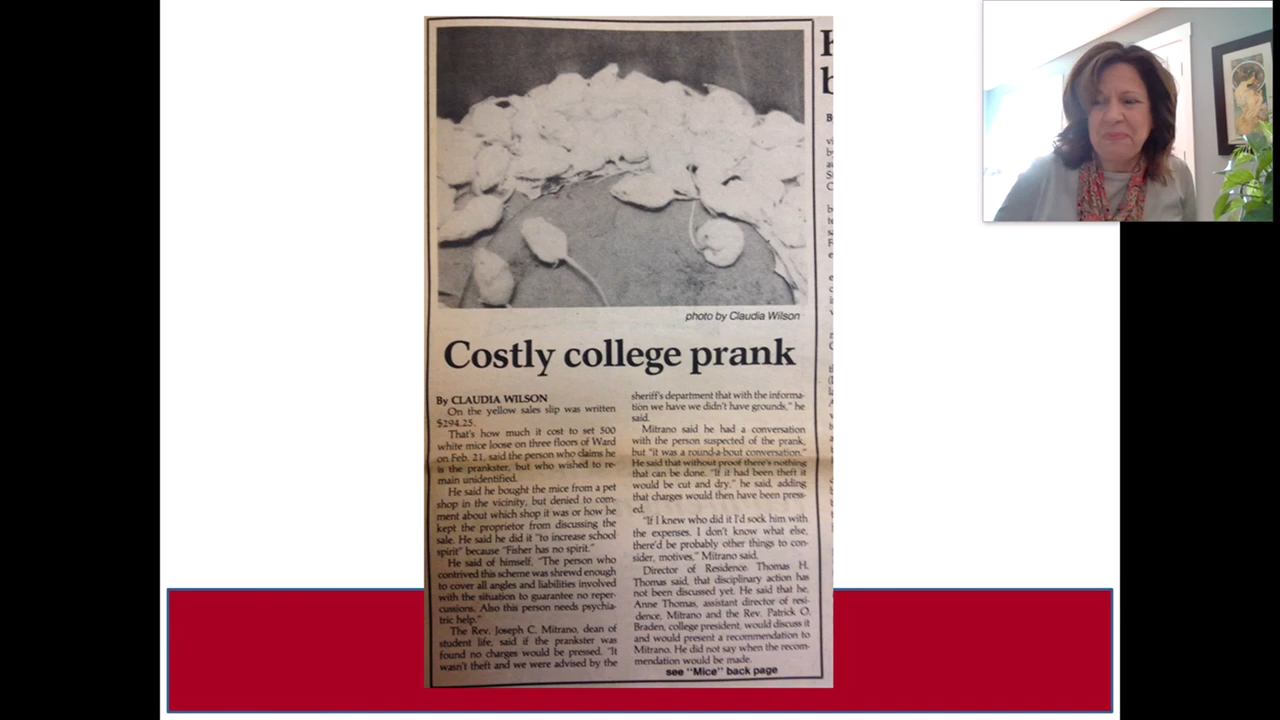 photo by Claudia Wilson
Costly college prank
By CLAUDIA WILSON
On the yellow sales slip was written
$294.25.
That's how much it cost to set 500
white mice loose on three floors of Ward
on Feb. 21, said the person who claims he
is the prankster, but who wished to re-
main unidentified.
He said he bought the mice from a pet
shop in the vicinity, but denied to com-
ment about which shop it was or how he
kept the proprietor from discussing the
sale. He said he did it "to increase school
spirit" because "Fisher has no spirit."
He said of himself, "The person who
contrived this scheme was shrewd enough
to cover all angles and liabilities involved
with the situation to guarantee no reper-
cussions. Also this person needs psychia-
tric help."
The Rev. Joseph C. Mitrano, dean of
student life, said if the prankster was
found no charges would be pressed. "It
wasn't theft and we were advised by the
sheriff's department that with the informa-
tion we have we didn't have grounds," he
said.
Mitrano said he had a conversation
with the person suspected of the prank,
but "it was a round-a-bout conversation."
He said that without proof there's nothing
that can be done. "If it had been theft it
would be cut and dry," he said, adding
that charges would then have been press-
ed.
"If I knew who did it I'd sock him with
the expenses. I don't know what else,
there'd be probably other things to con-
sider, motives," Mitrano said.
Director of Residence Thomas H.
Thomas said, that disciplinary action has
not been discussed yet. He said that he,
Anne Thomas, assistant director of resi-
dence, Mitrano and the Rev. Patrick O.
Braden, college president, would discuss it
and would present a recommendation to
Mitrano. He did not say when the recom-
mendation would be made.
see "Mice" back page